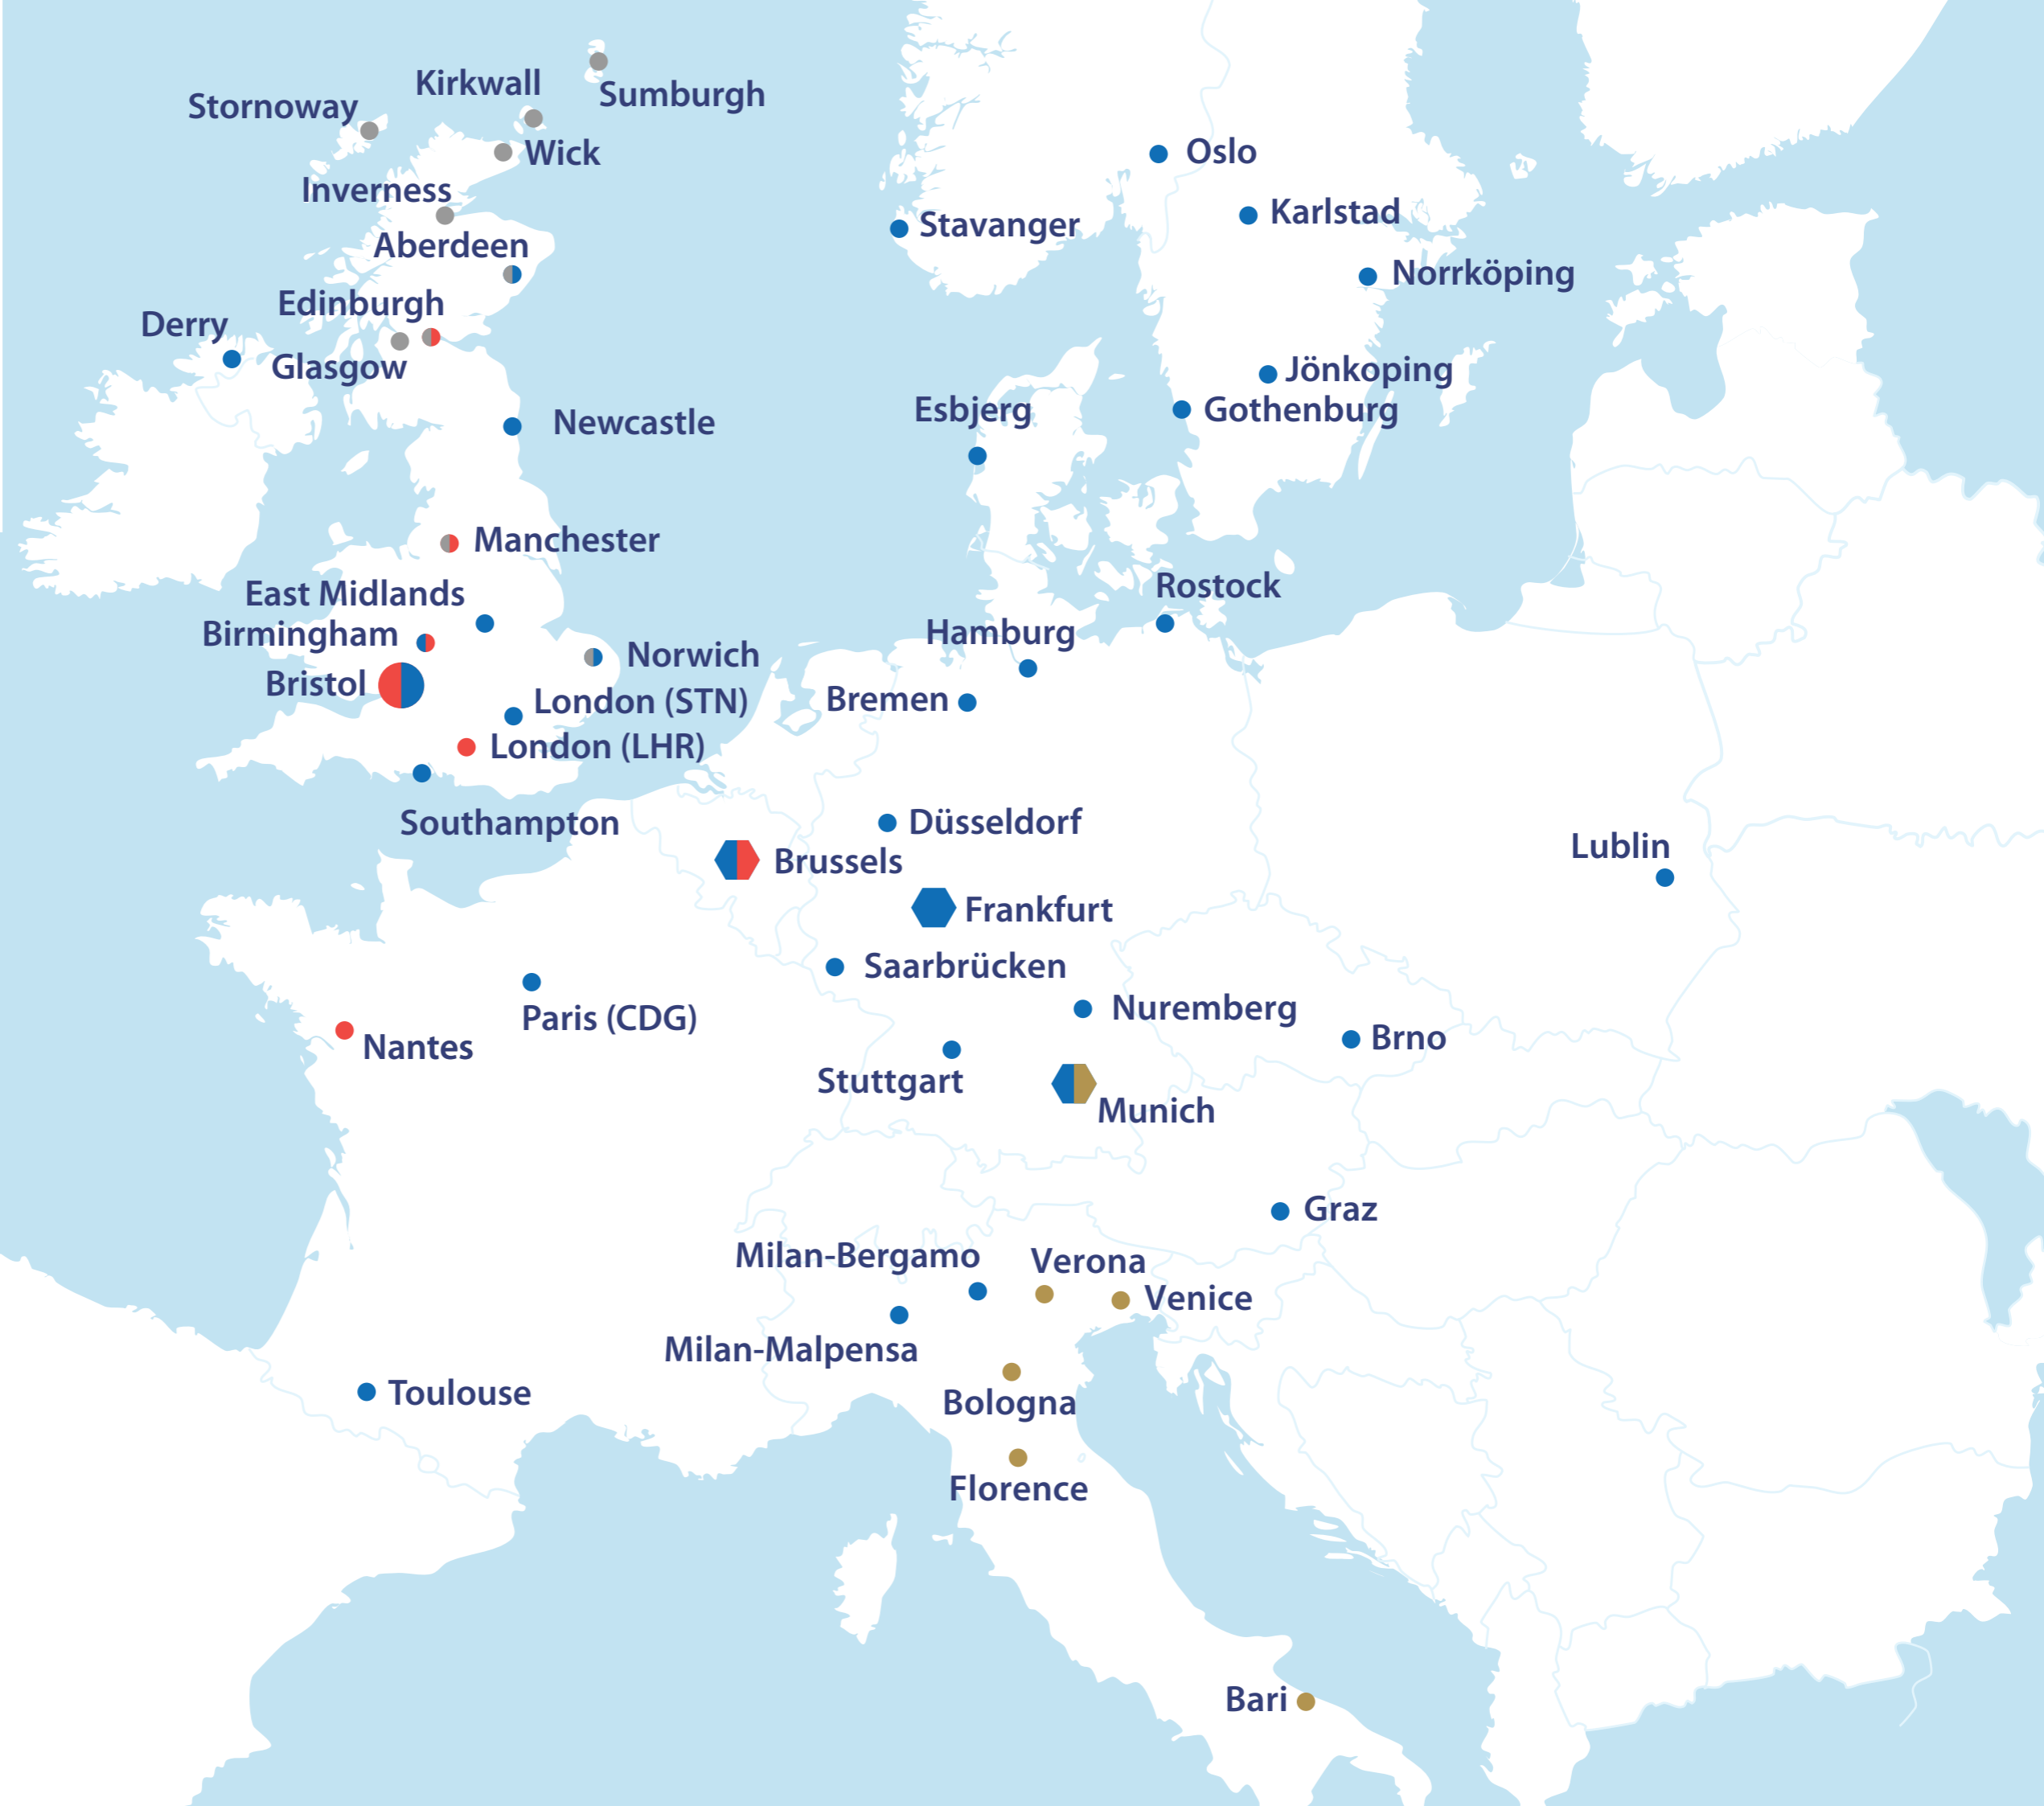 Kirkwall
Sumburgh
Stornoway
Wick
Oslo
Inverness
Karlstad
Stavanger
Aberdeen
Norrköping
Edinburgh
Derry
Glasgow
Jönkoping
Esbjerg
Gothenburg
Newcastle
Manchester
Rostock
East Midlands
Hamburg
Birmingham
Norwich
Bristol
London (STN)
Bremen
London (LHR)
Southampton
Düsseldorf
Lublin
Brussels
Frankfurt
Saarbrücken
Nuremberg
Paris (CDG)
Brno
Nantes
Stuttgart
Munich
Graz
Milan-Bergamo
Verona
Venice
Milan-Malpensa
Toulouse
Bologna
Florence
Bari